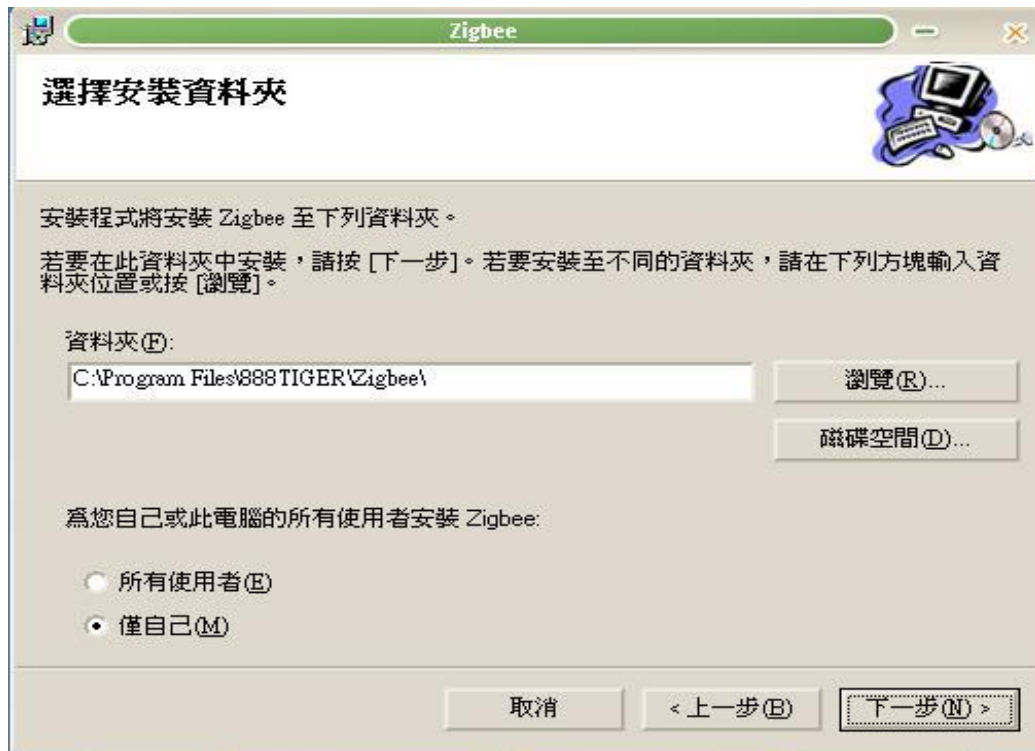 Zigbee
選擇安裝資料夾
安裝程式將安裝 Zigbee 至下列資料夾。
若要在此資料夾中安裝，請按 [下一步]。若要安裝至不同的資料夾，請在下列方塊輸入資
料夾位置或按 [瀏覽]。
資料夾(F):
C:\Program Files\888TIGER\Zigbee\
瀏覽(R)...
磁碟空間(D)...
為您自己或此電腦的所有使用者安裝 Zigbee:
所有使用者(E)
僅自己(M)
取消
< 上一步(B)
下一步(N) >